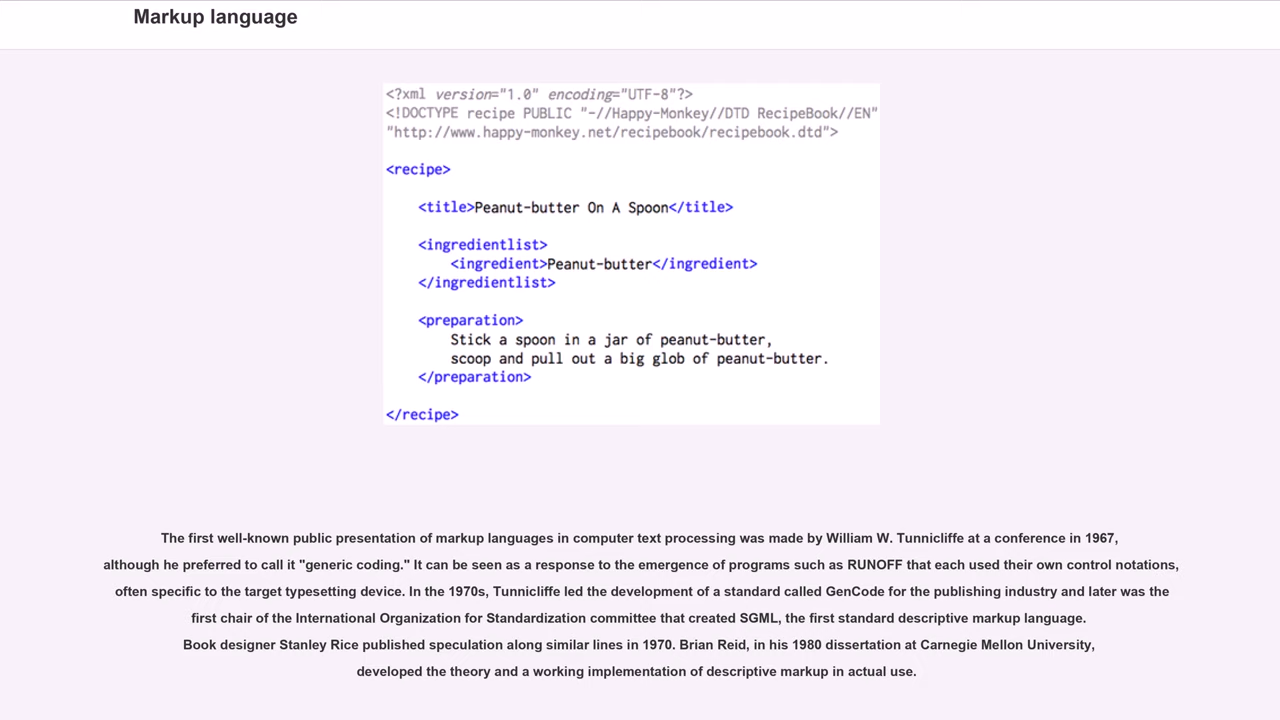 Markup language
<?xml version="1.0" encoding="UTF-8"?>
<!DOCTYPE recipe PUBLIC "-//Happy-Monkey//DTD RecipeBook//EN"
"http://www.happy-monkey.net/recipebook/recipebook.dtd">
<recipe>
<title>Peanut-butter On A Spoon</title>
<ingredientlist>
<ingredient>Peanut-butter</ingredient>
</ingredientlist>
<preparation>
Stick a spoon in a jar of peanut-butter,
scoop and pull out a big glob of peanut-butter.
</preparation>
</recipe>
The first well-known public presentation of markup languages in computer text processing was made by William W. Tunnicliffe at a conference in 1967,
although he preferred to call it "generic coding." It can be seen as a response to the emergence of programs such as RUNOFF that each used their own control notations,
often specific to the target typesetting device. In the 1970s, Tunnicliffe led the development of a standard called GenCode for the publishing industry and later was the
first chair of the International Organization for Standardization committee that created SGML, the first standard descriptive markup language.
Book designer Stanley Rice published speculation along similar lines in 1970. Brian Reid, in his 1980 dissertation at Carnegie Mellon University,
developed the theory and a working implementation of descriptive markup in actual use.